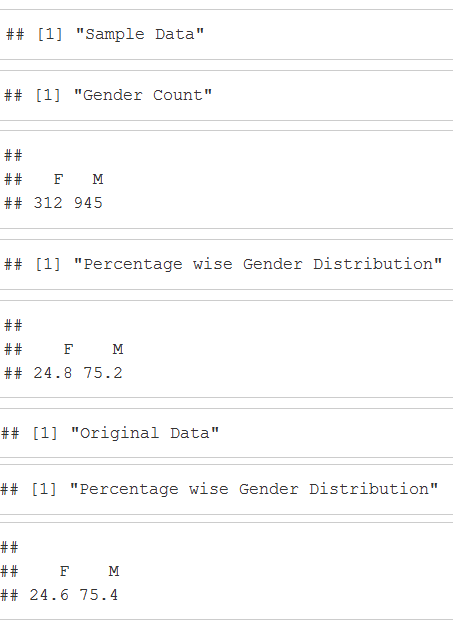 ## [1] "Sample Data"
## [1] "Gender Count"
##
##   F   M
## 312 945
## [1] "Percentage wise Gender Distribution"
##
##    F    M
## 24.8 75.2
## [1] "Original Data"
## [1] "Percentage wise Gender Distribution"
##
##    F    M
## 24.6 75.4